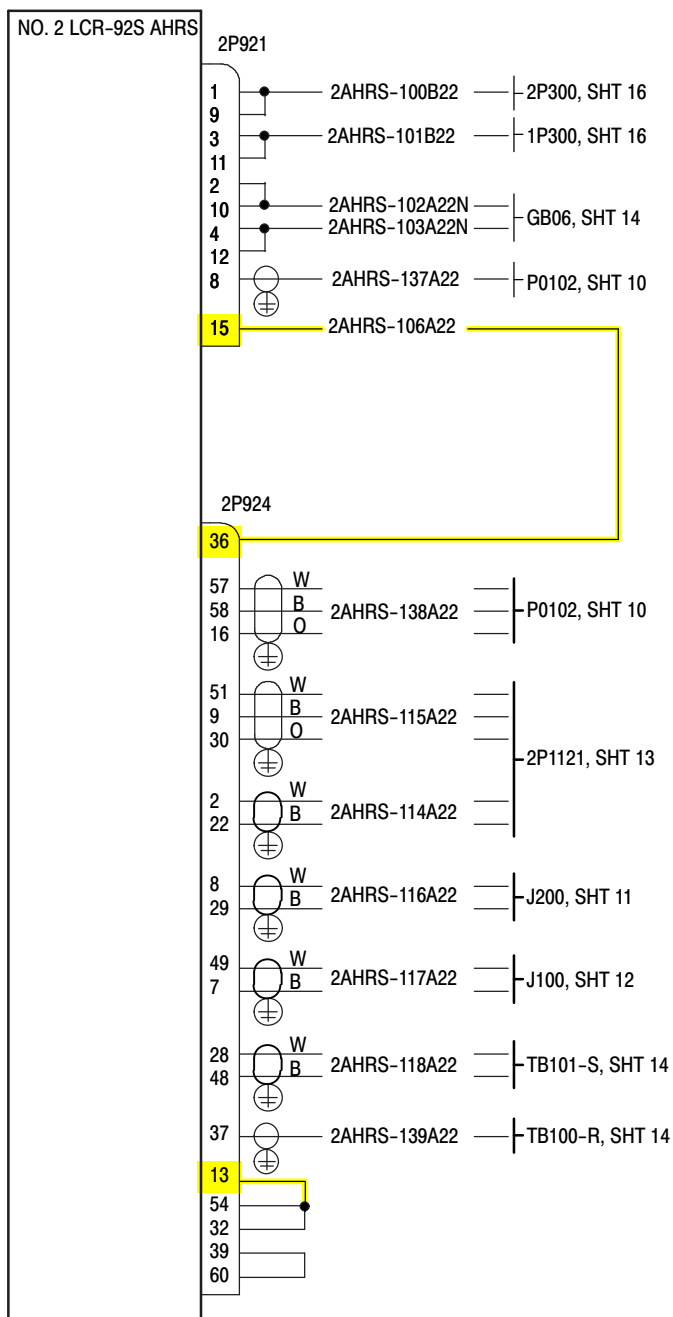 NO. 2 LCR-92S AHRS
2P921
1
9
2AHRS-100B22
2P300, SHT 16
3
11
2AHRS-101B22
1P300, SHT 16
2
10
2AHRS-102A22N
4
2AHRS-103A22N
GB06, SHT 14
12
8
2AHRS-137A22
P0102, SHT 10
15
2AHRS-106A22
2P924
36
57 W
58 B 2AHRS-138A22 P0102, SHT 10
16 O
51 W
9 B 2AHRS-115A22
30 O
2P1121, SHT 13
2 W
22 B 2AHRS-114A22
8 W
29 B 2AHRS-116A22 J200, SHT 11
49 W
7 B 2AHRS-117A22 J100, SHT 12
28 W
48 B 2AHRS-118A22 TB101-S, SHT 14
37 2AHRS-139A22 TB100-R, SHT 14
13
54
32
39
60